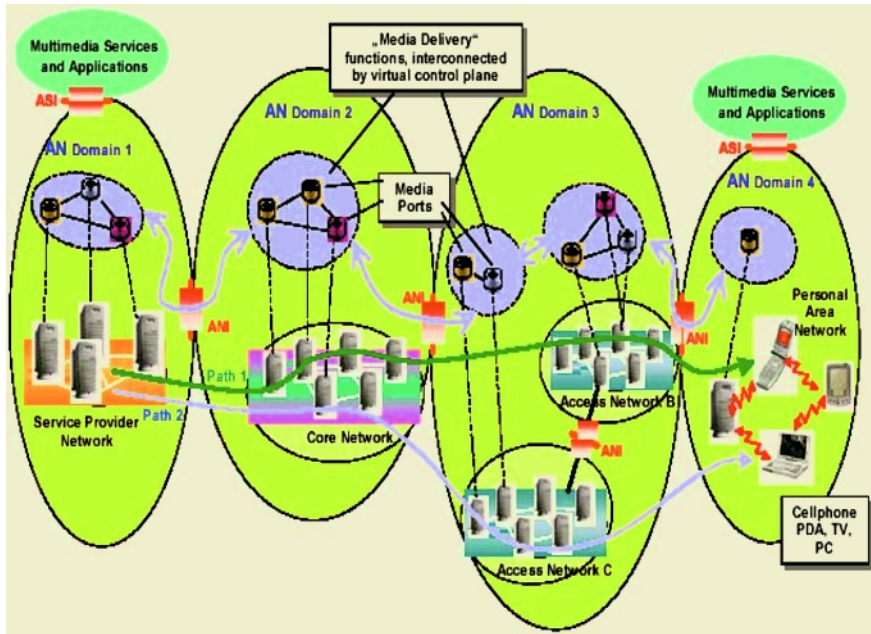 Multimedia Services
and Applications
ASI
AN Domain 1
AN Domain 2
„Media Delivery“
functions, interconnected
by virtual control plane
AN Domain 3
Multimedia Services
and Applications
ASI
AN Domain 4
Media
Ports
ANI
ANI
ANI
Personal
Area
Network
Path 1
Path 2
Service Provider
Network
Core Network
Access Network B
ANI
Access Network C
Cellphone
PDA, TV,
PC